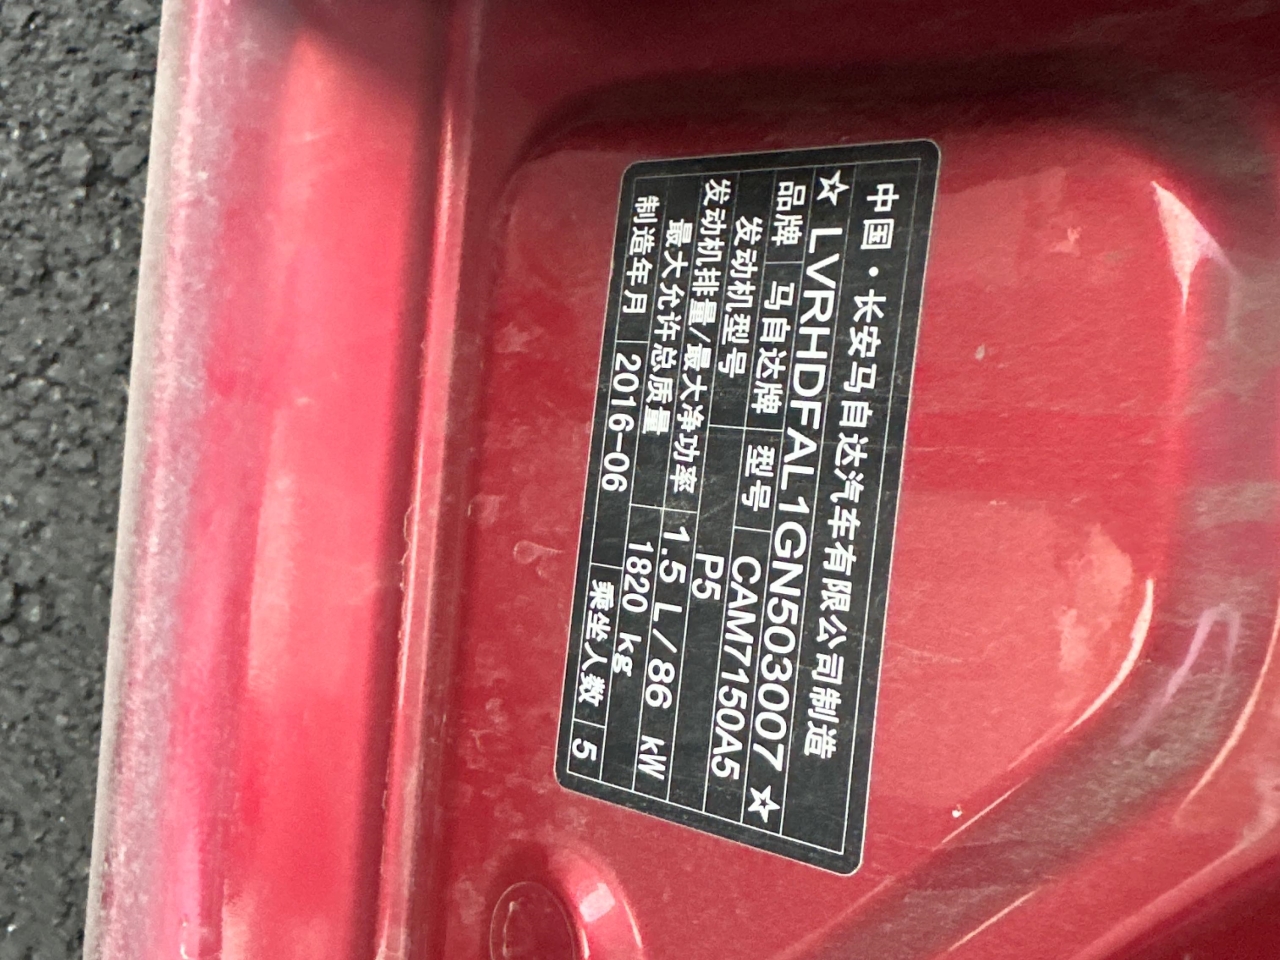 中国·长安马自达汽车有限公司制造
☆LVRHDFAL1GN503007☆
品牌 马自达牌 型号 CAM7150A5
发动机型号 P5
发动机排量/最大净功率 1.5 L/86 kW
最大允许总质量 1820 kg
制造年月 2016-06 乘坐人数 5